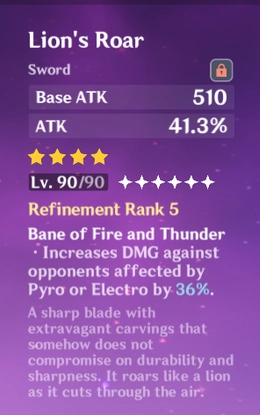 Lion's Roar
Sword
Base ATK 510
ATK 41.3%
Lv. 90/90
Refinement Rank 5
Bane of Fire and Thunder
· Increases DMG against
opponents affected by
Pyro or Electro by 36%.
A sharp blade with
extravagant carvings that
somehow does not
compromise on durability and
sharpness. It roars like a lion
as it cuts through the air.